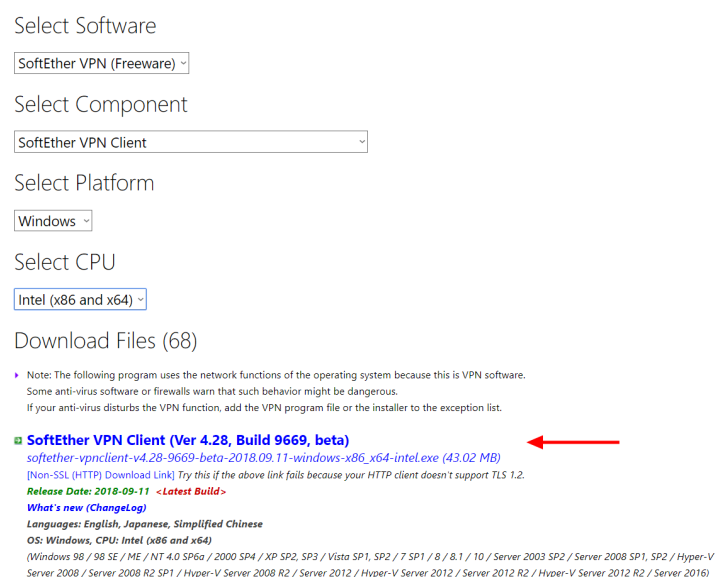 Select Software
SoftEther VPN (Freeware)
Select Component
SoftEther VPN Client
Select Platform
Windows
Select CPU
Intel (x86 and x64)
Download Files (68)
Note: The following program uses the network functions of the operating system because this is VPN software.
Some anti-virus software or firewalls warn that such behavior might be dangerous.
If your anti-virus disturbs the VPN function, add the VPN program file or the installer to the exception list.
SoftEther VPN Client (Ver 4.28, Build 9669, beta)
softether-vpnclient-v4.28-9669-beta-2018.09.11-windows-x86_x64-intel.exe (43.02 MB)
[Non-SSL (HTTP) Download Link] Try this if the above link fails because your HTTP client doesn't support TLS 1.2.
Release Date: 2018-09-11 <Latest Build>
What's new (ChangeLog)
Languages: English, Japanese, Simplified Chinese
OS: Windows, CPU: Intel (x86 and x64)
(Windows 98 / 98 SE / ME / NT 4.0 SP6a / 2000 SP4 / XP SP2, SP3 / Vista SP1, SP2 / 7 SP1 / 8 / 8.1 / 10 / Server 2003 SP2 / Server 2008 SP1, SP2 / Hyper-V
Server 2008 / Server 2008 R2 SP1 / Hyper-V Server 2008 R2 / Server 2012 / Hyper-V Server 2012 / Server 2012 R2 / Hyper-V Server 2012 R2 / Server 2016)